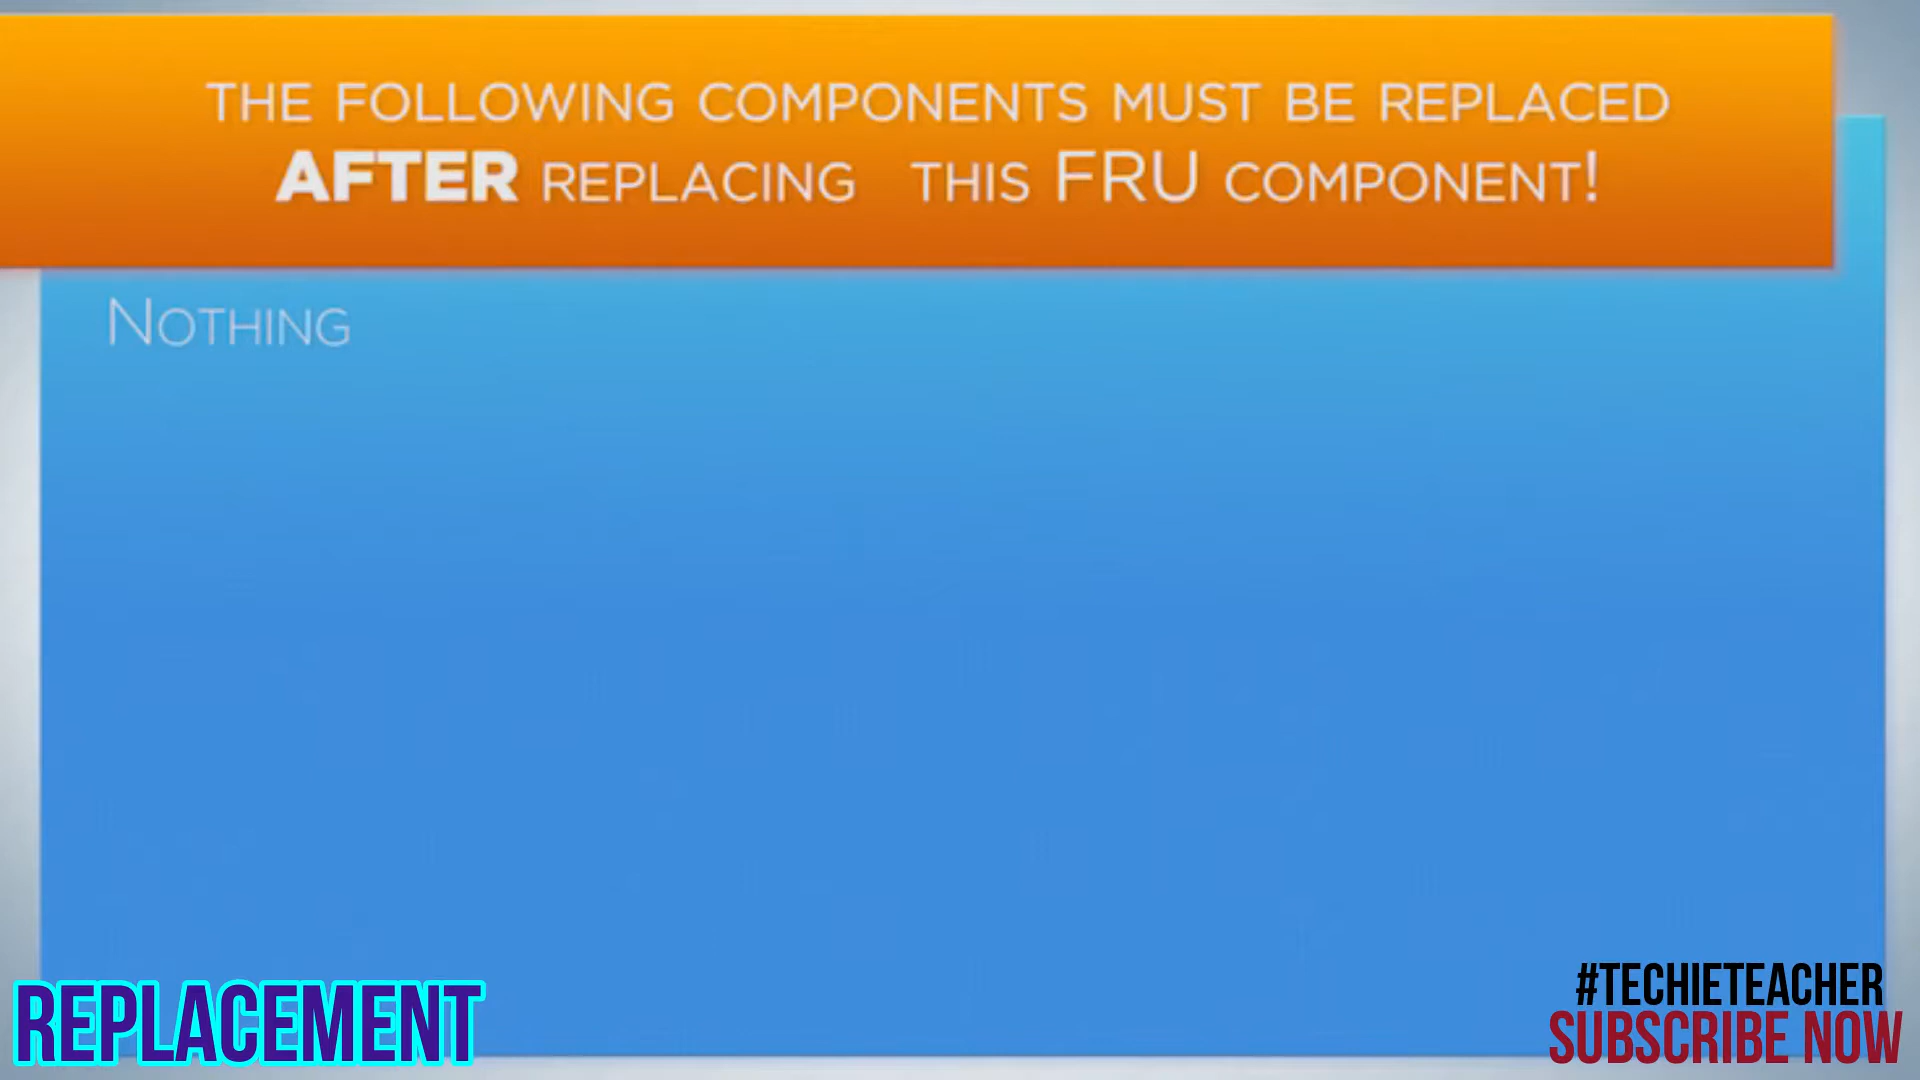 THE FOLLOWING COMPONENTS MUST BE REPLACED
AFTER REPLACING THIS FRU COMPONENT!
NOTHING
REPLACEMENT
#TECHIETEACHER
SUBSCRIBE NOW